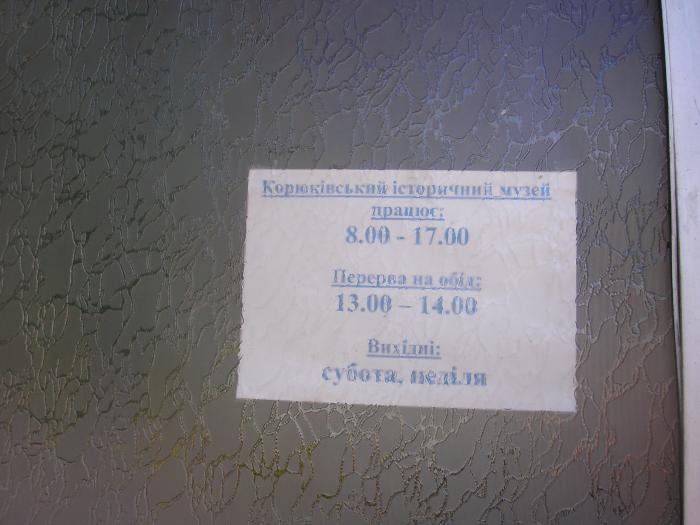 Корюківський історичний музей
працює:
8.00 - 17.00
Перерва на обід:
13.00 – 14.00
Вихідні:
субота, неділя